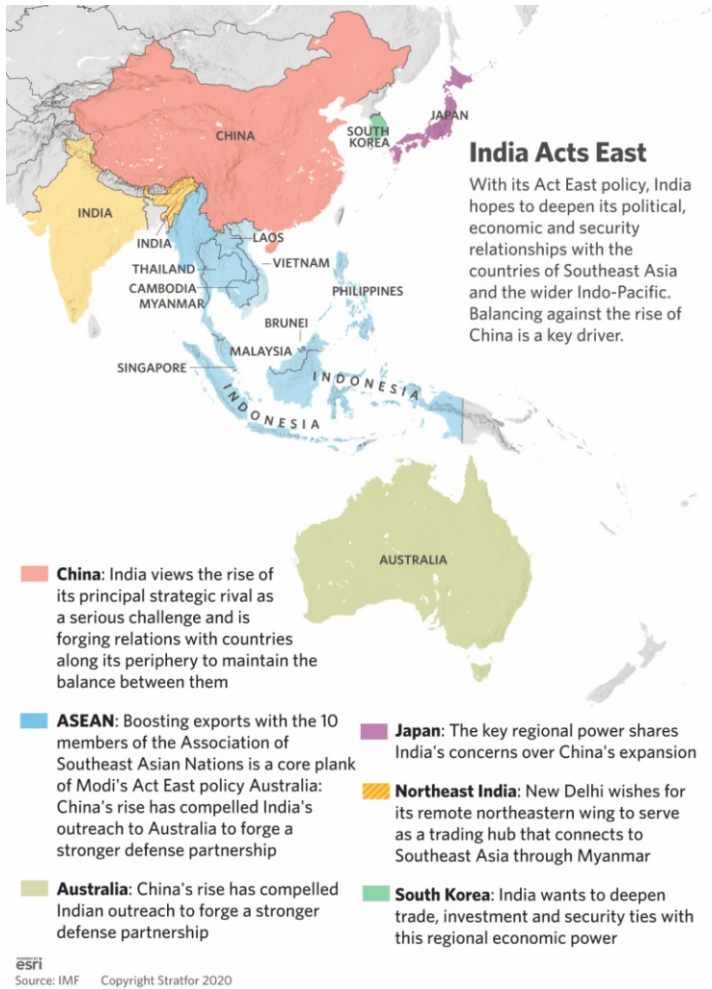 CHINA
JAPAN
SOUTH
KOREA
India Acts East
With its Act East policy, India
hopes to deepen its political,
economic and security
relationships with the
countries of Southeast Asia
and the wider Indo-Pacific.
Balancing against the rise of
China is a key driver.
INDIA
INDIA
LAOS
THAILAND
VIETNAM
CAMBODIA
MYANMAR
PHILIPPINES
BRUNEI
MALAYSIA
SINGAPORE
INDONESIA
INDONESIA
AUSTRALIA
China: India views the rise of
its principal strategic rival as
a serious challenge and is
forging relations with countries
along its periphery to maintain the
balance between them
ASEAN: Boosting exports with the 10
members of the Association of
Southeast Asian Nations is a core plank
of Modi's Act East policy Australia:
China's rise has compelled India's
outreach to Australia to forge a
stronger defense partnership
Australia: China's rise has compelled
Indian outreach to forge a stronger
defense partnership
Japan: The key regional power shares
India's concerns over China's expansion
Northeast India: New Delhi wishes for
its remote northeastern wing to serve
as a trading hub that connects to
Southeast Asia through Myanmar
South Korea: India wants to deepen
trade, investment and security ties with
this regional economic power
esri
Source: IMF Copyright Stratfor 2020